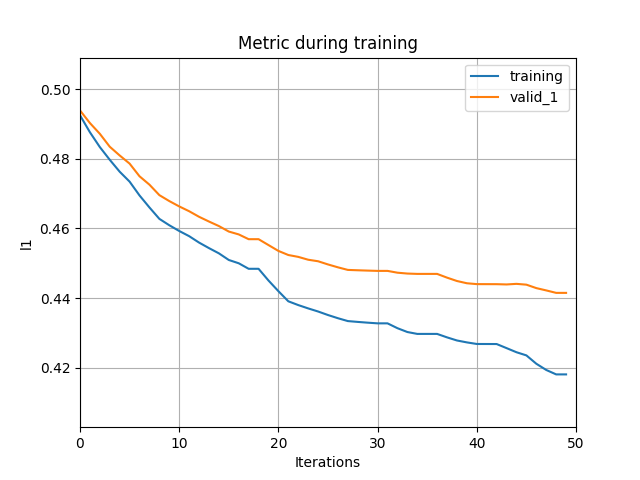 Metric during training
training
valid_1
0.50
0.48
0.46
0.44
0.42
l1
0 10 20 30 40 50
Iterations